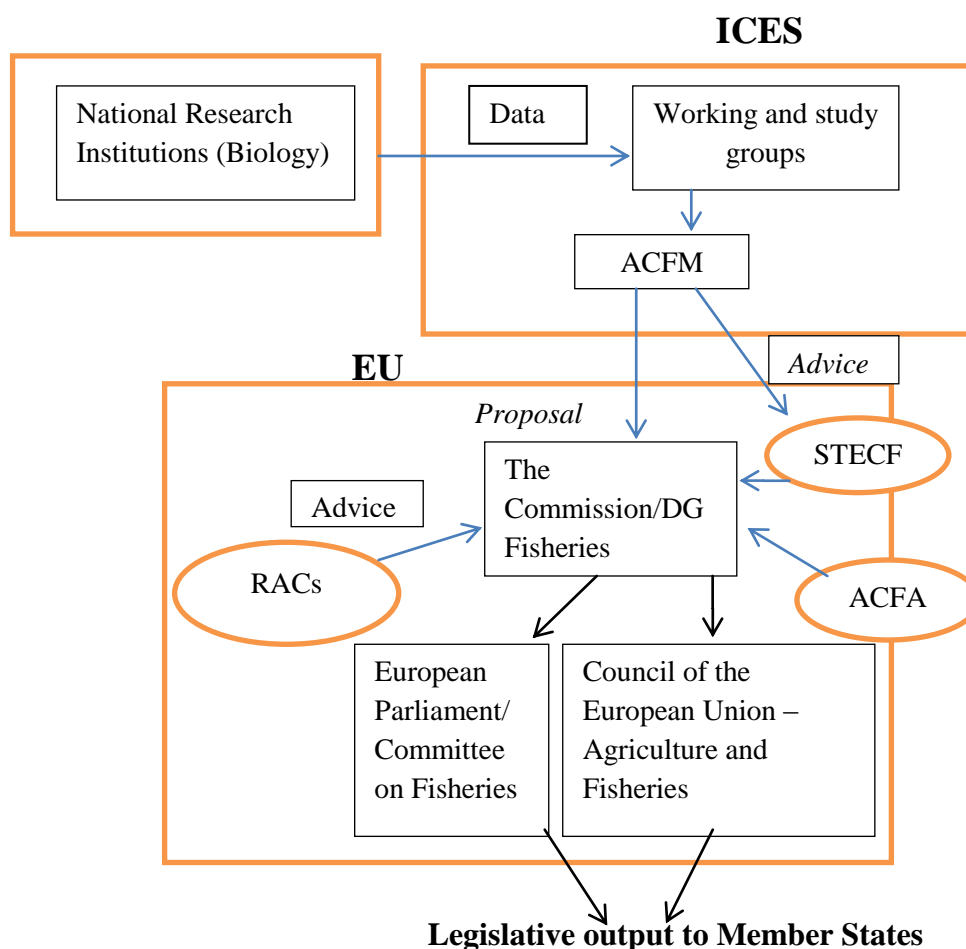 ICES
National Research
Institutions (Biology)
Data
Working and study
groups
ACFM
EU
Advice
Proposal
STECF
The
Commission/DG
Fisheries
Advice
RACs
ACFA
European
Parliament/
Committee
on Fisheries
Council of the
European Union –
Agriculture and
Fisheries
Legislative output to Member States